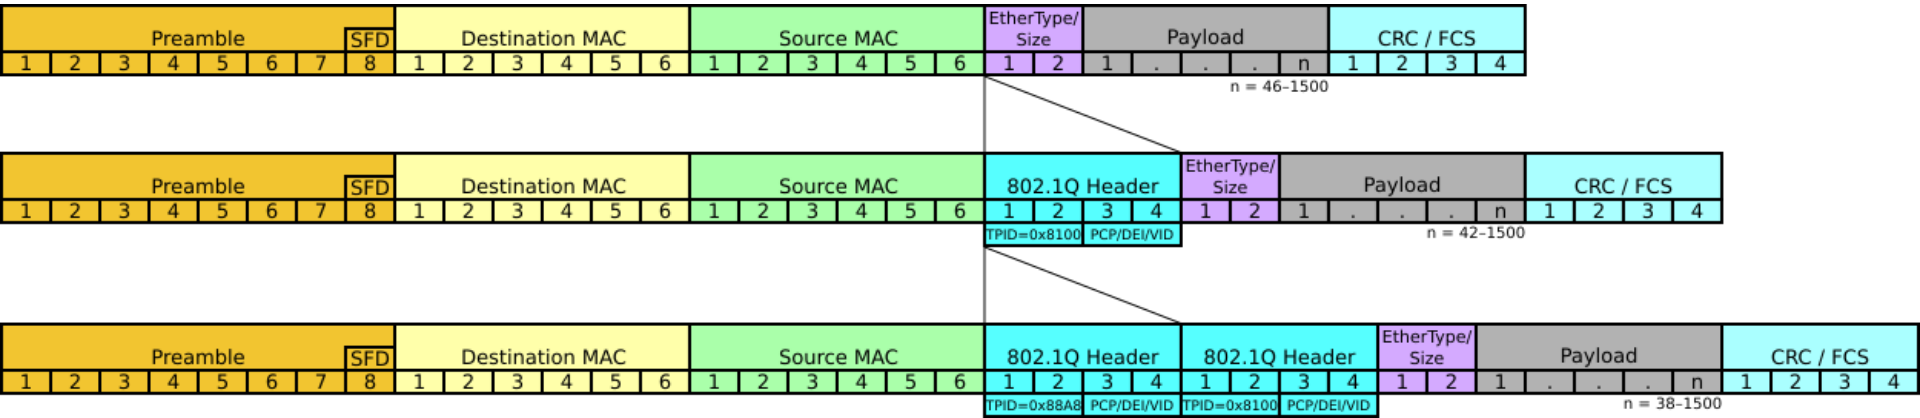 EtherType/
Preamble SFD Destination MAC Source MAC Size Payload CRC / FCS
1 2 3 4 5 6 7 8 1 2 3 4 5 6 1 2 3 4 5 6 1 2 1 . . . n 1 2 3 4
n = 46–1500
EtherType/
Preamble SFD Destination MAC Source MAC 802.1Q Header Size Payload CRC / FCS
1 2 3 4 5 6 7 8 1 2 3 4 5 6 1 2 3 4 5 6 1 2 3 4 1 2 1 . . . n 1 2 3 4
TPID=0x8100 PCP/DEI/VID n = 42–1500
EtherType/
Preamble SFD Destination MAC Source MAC 802.1Q Header 802.1Q Header Size Payload CRC / FCS
1 2 3 4 5 6 7 8 1 2 3 4 5 6 1 2 3 4 5 6 1 2 3 4 1 2 3 4 1 2 1 . . . n 1 2 3 4
TPID=0x88A8 PCP/DEI/VID TPID=0x8100 PCP/DEI/VID n = 38–1500